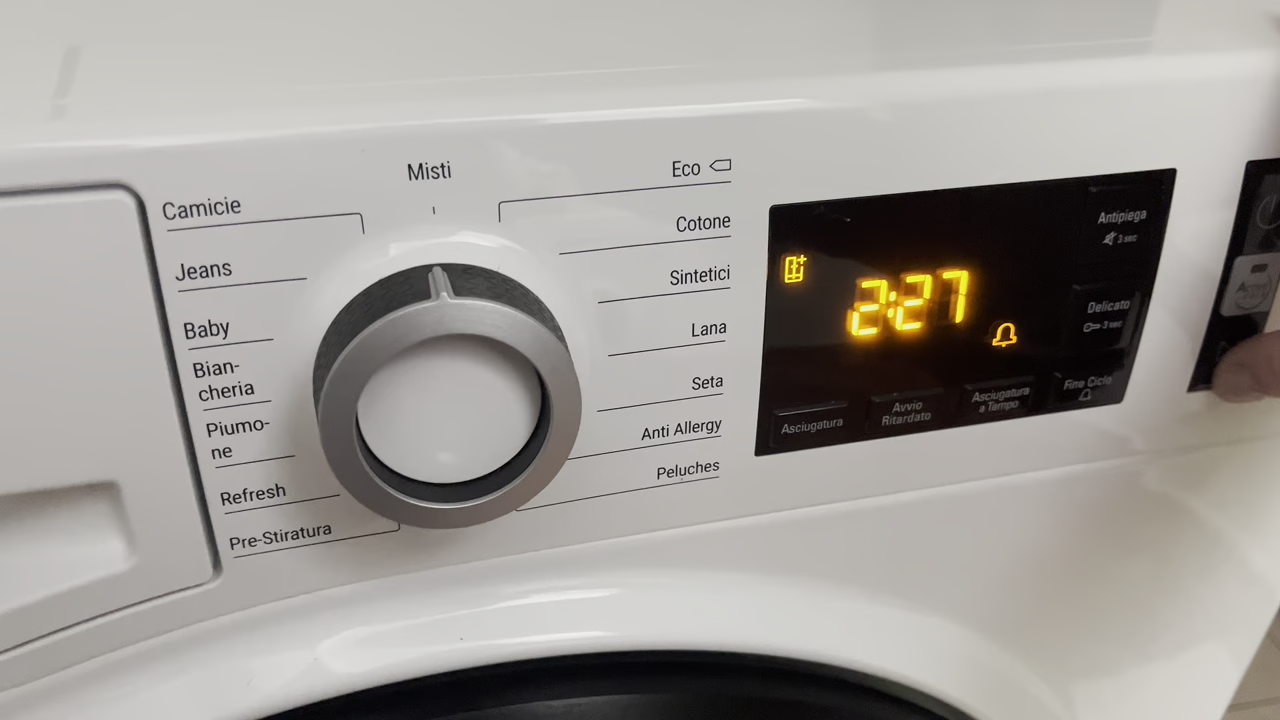 Misti
Camicie
Jeans
Baby
Bian-
cheria
Piumo-
ne
Refresh
Pre-Stiratura
Eco
Cotone
Sintetici
Lana
Seta
Anti Allergy
Peluches
2:27
Antipiega
3 sec
Delicato
3 sec
Asciugatura
Avvio
Ritardato
Asciugatura
a Tempo
Fine Ciclo